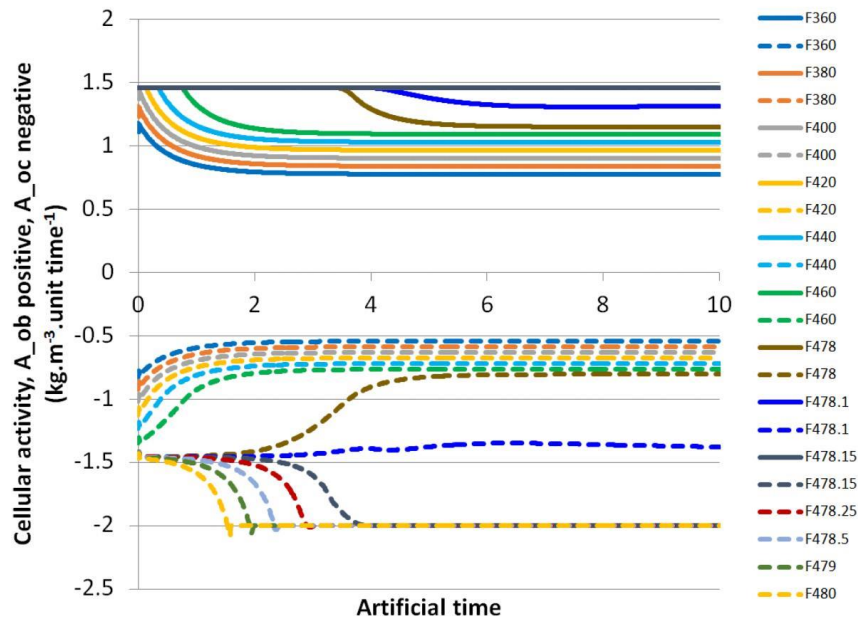 Cellular activity, A_ob positive, A_oc negative
(kg.m⁻³.unit time⁻¹)
2
1.5
1
0.5
0
-0.5
-1
-1.5
-2
-2.5
0
2
4
6
8
10
Artificial time
F360
F360
F380
F380
F400
F400
F420
F420
F440
F440
F460
F460
F478
F478
F478.1
F478.1
F478.15
F478.15
F478.25
F478.5
F479
F480